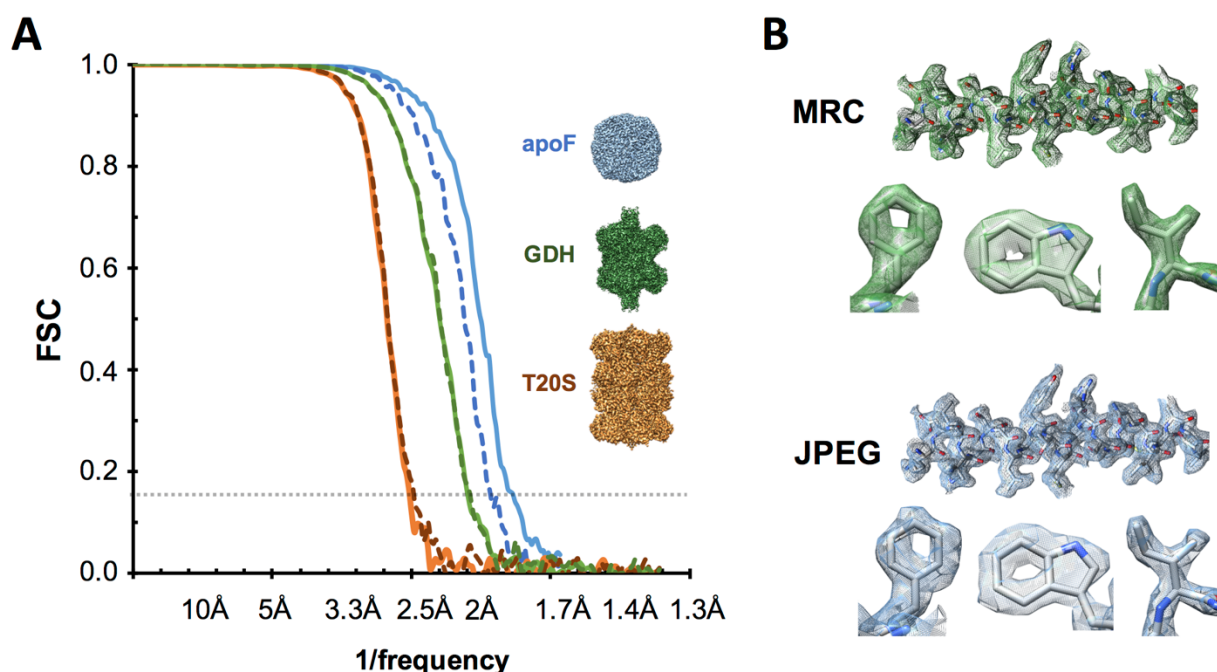 A
1.0
0.8
0.6
0.4
0.2
0.0
FSC
apoF
GDH
T20S
10Å 5Å 3.3Å 2.5Å 2Å 1.7Å 1.4Å 1.3Å
1/frequency
B
MRC
JPEG